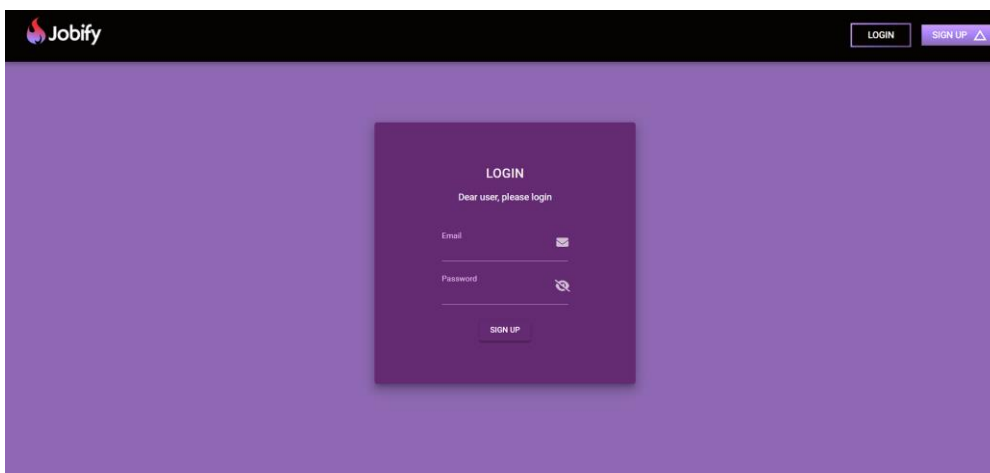 Jobify
LOGIN
SIGN UP
LOGIN
Dear user, please login
Email
Password
SIGN UP